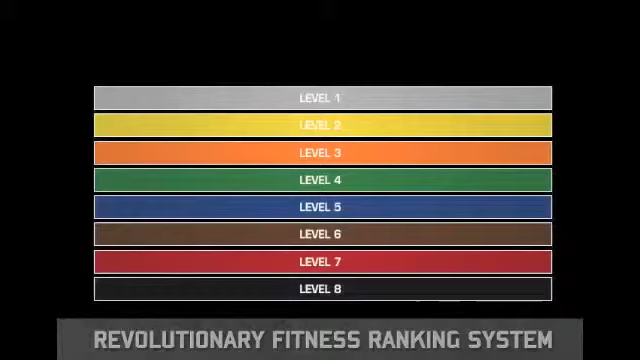 LEVEL 1
LEVEL 2
LEVEL 3
LEVEL 4
LEVEL 5
LEVEL 6
LEVEL 7
LEVEL 8
REVOLUTIONARY FITNESS RANKING SYSTEM